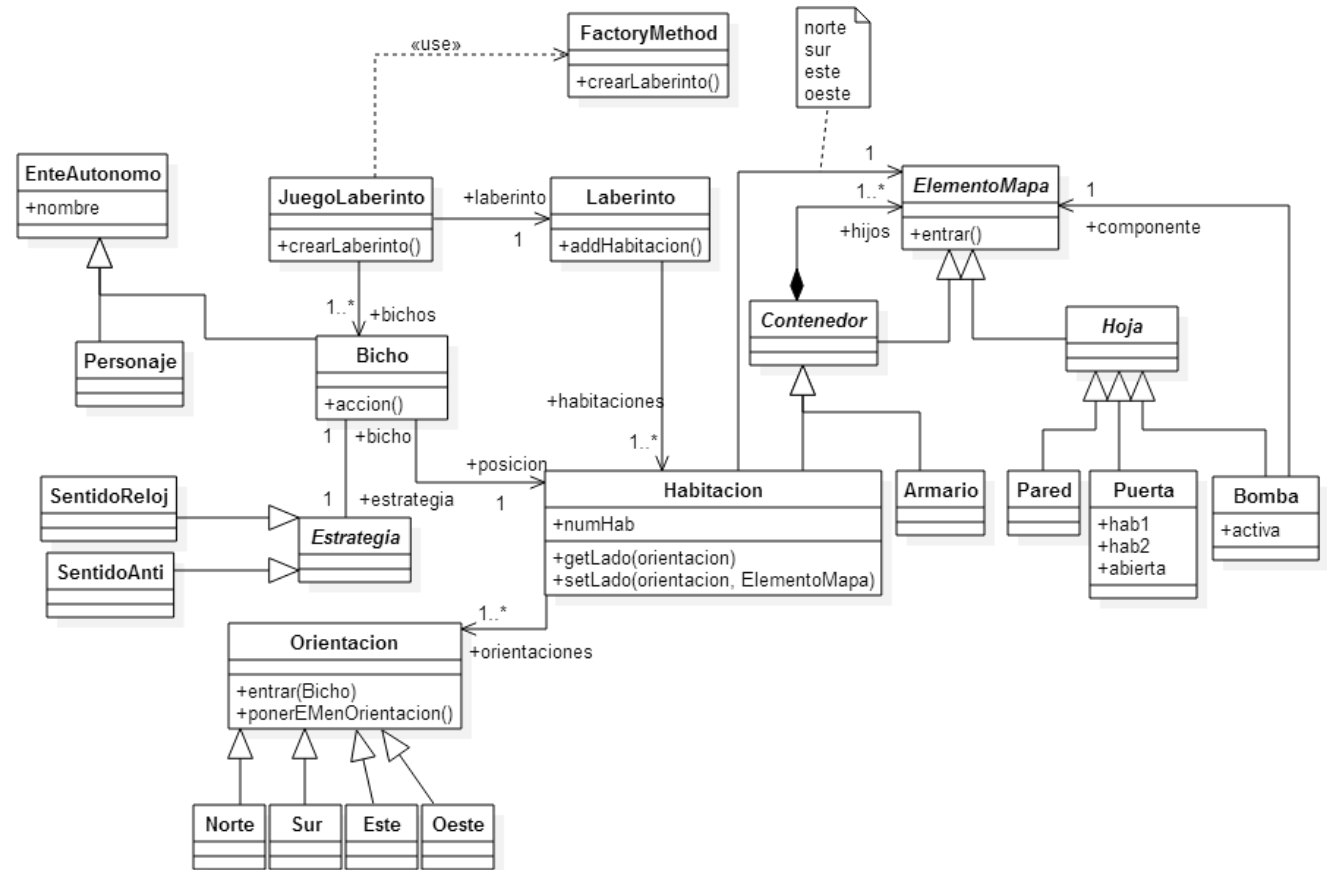 FactoryMethod
+crearLaberinto()
«use»
norte
sur
este
oeste
EnteAutonomo
+nombre
JuegoLaberinto
+crearLaberinto()
+laberinto
1
Laberinto
+addHabitacion()
1
1..*
+hijos
ElementoMapa
+entrar()
1
+componente
1..*
+bichos
Contenedor
Hoja
Personaje
Bicho
+accion()
1
+bicho
+habitaciones
1..*
+posicion
1
1
+estrategia
SentidoReloj
SentidoAnti
Estrategia
Habitacion
+numHab
+getLado(orientacion)
+setLado(orientacion, ElementoMapa)
Armario
Pared
Puerta
+hab1
+hab2
+abierta
Bomba
+activa
1..*
+orientaciones
Orientacion
+entrar(Bicho)
+ponerEMenOrientacion()
Norte
Sur
Este
Oeste